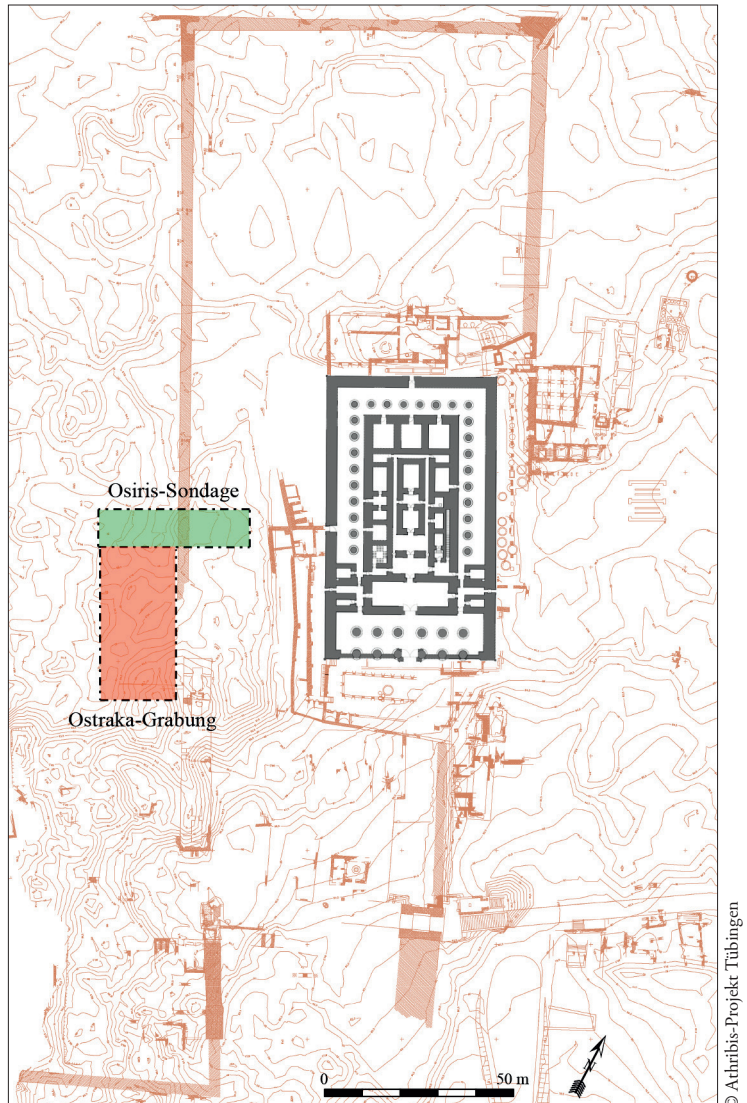 Osiris-Sondage
Ostraka-Grabung
0 50 m
N
© Athribis-Projekt Tübingen